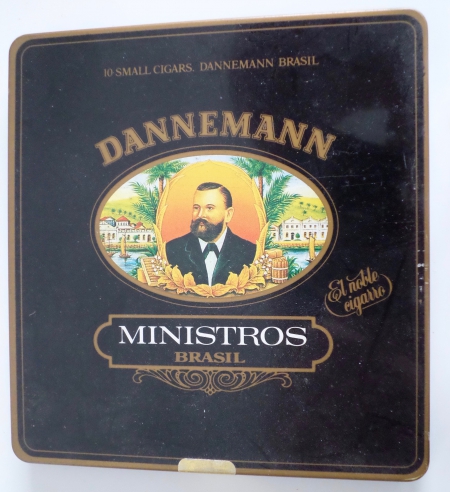 10 SMALL CIGARS. DANNEMANN BRASIL
DANNEMANN
El noble
cigarro
MINISTROS
BRASIL